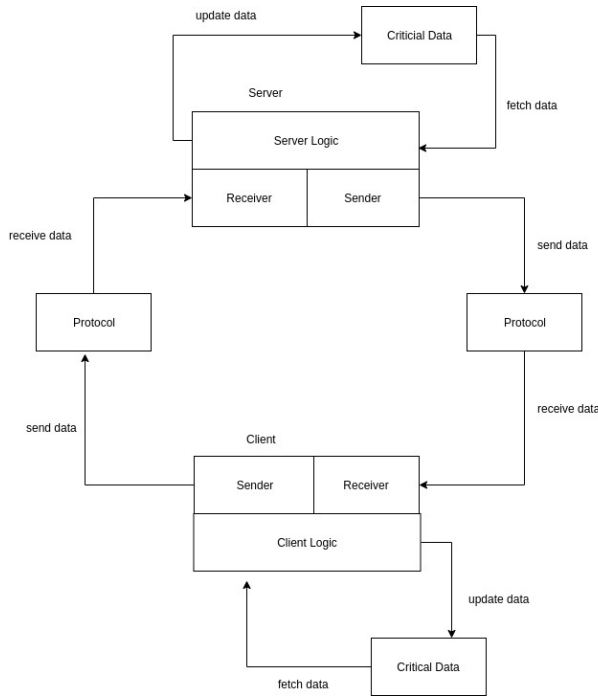 update data
Criticial Data
Server
fetch data
Server Logic
Receiver
Sender
receive data
send data
Protocol
Protocol
receive data
send data
Client
Sender
Receiver
Client Logic
update data
Critical Data
fetch data